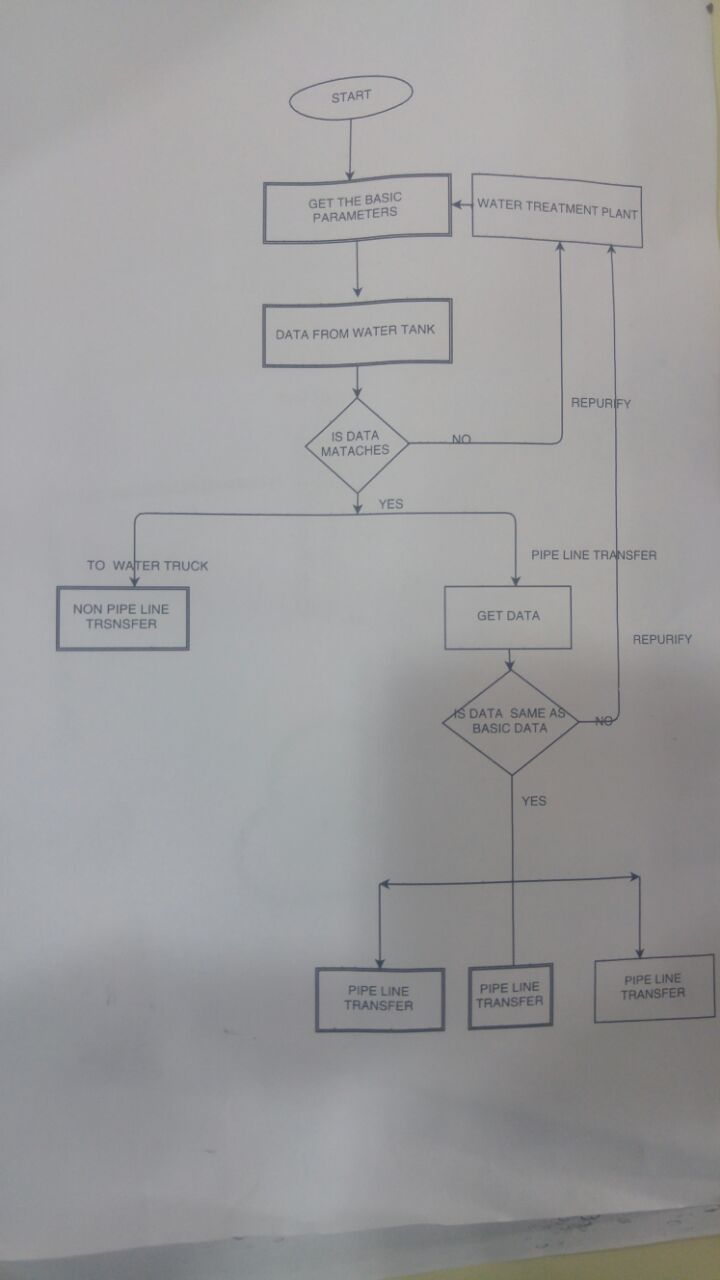 START
GET THE BASIC
PARAMETERS
WATER TREATMENT PLANT
DATA FROM WATER TANK
REPURIFY
IS DATA
MATACHES
NO
YES
PIPE LINE TRANSFER
TO WATER TRUCK
NON PIPE LINE
TRSNSFER
GET DATA
REPURIFY
IS DATA SAME AS
BASIC DATA
NO
YES
PIPE LINE
TRANSFER
PIPE LINE
TRANSFER
PIPE LINE
TRANSFER